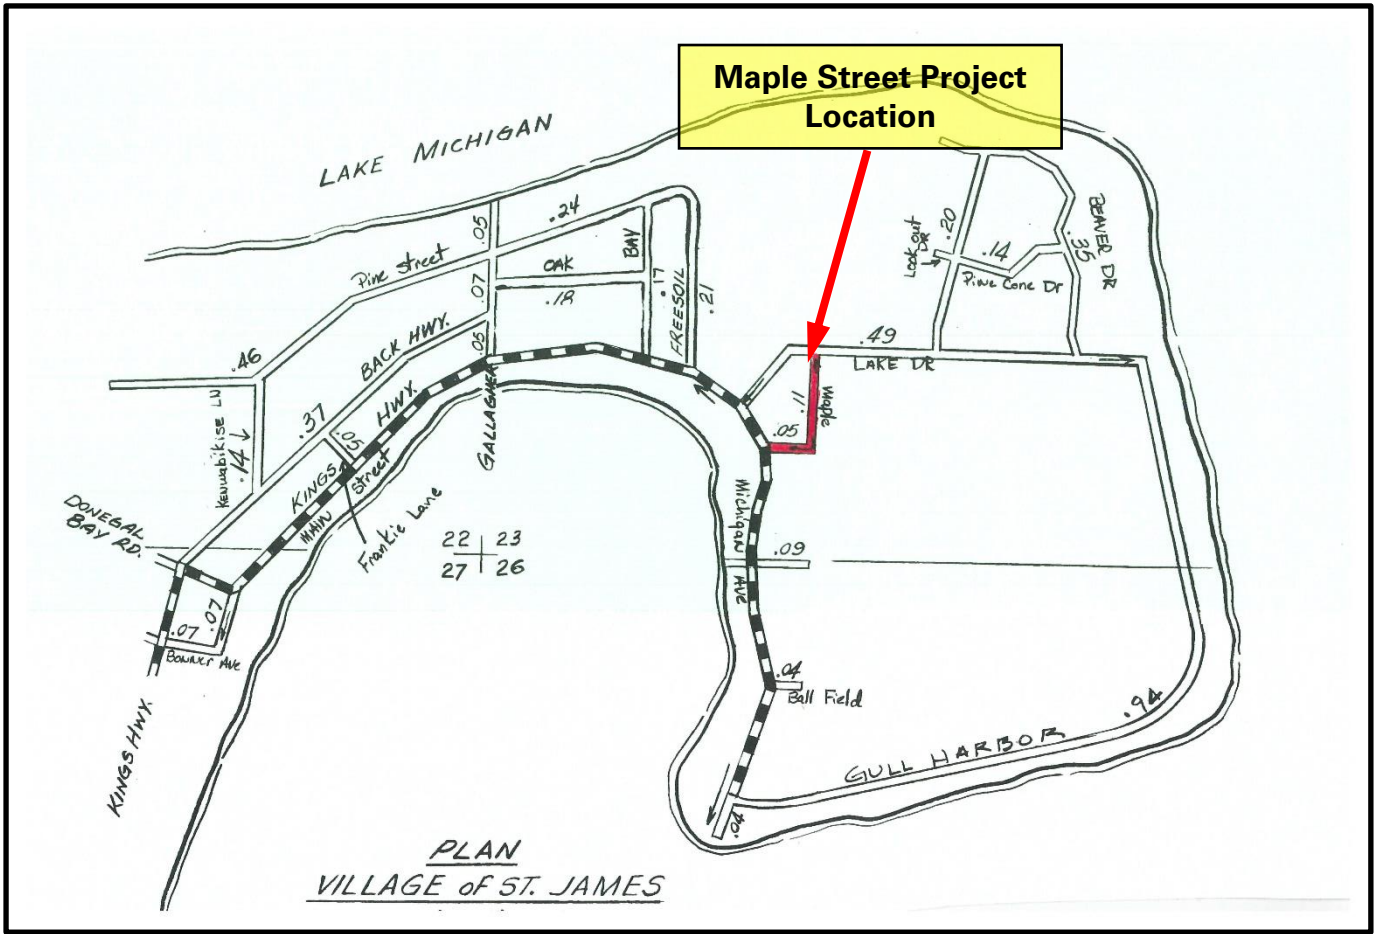 Maple Street Project
Location
LAKE MICHIGAN
.24
.05
BAY
OAK
.18
.17
FREESOIL
.21
Pine Street
.07
BACK HWY.
.05
.46
.37
KENWABIKISE LN
.14
.05
KINGS HWY.
MAIN Street
GALLAGHER
Frankie Lane
DONEGAL
BAY RD.
22 23
27 26
.07
.07
Bonner Ave
KINGS HWY.
Look out
DR
.20
.14
Pine Cone Dr
BEAVER DR
.35
.49
LAKE DR
.11
Maple
.05
Michigan AVE
.09
.04
Ball Field
.94
GULL HARBOR
.04
PLAN
VILLAGE of ST. JAMES